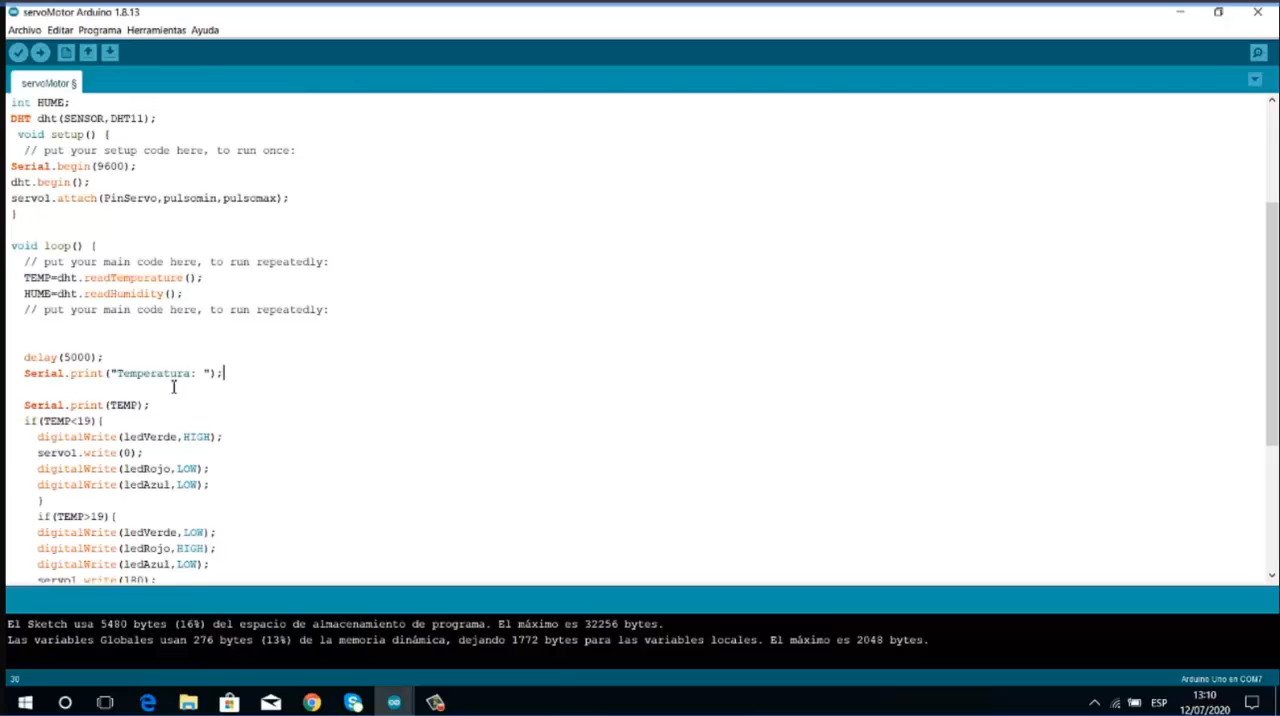 servoMotor Arduino 1.8.13
Archivo Editar Programa Herramientas Ayuda
servoMotor §
int HUME;
DHT dht(SENSOR,DHT11);
void setup() {
// put your setup code here, to run once:
Serial.begin(9600);
dht.begin();
servo1.attach(PinServo,pulsomin,pulsomax);
}
void loop() {
// put your main code here, to run repeatedly:
TEMP=dht.readTemperature();
HUME=dht.readHumidity();
// put your main code here, to run repeatedly:
delay(5000);
Serial.print("Temperatura: ");
Serial.print(TEMP);
if(TEMP<19){
digitalWrite(ledVerde,HIGH);
servo1.write(0);
digitalWrite(ledRojo,LOW);
digitalWrite(ledAzul,LOW);
}
if(TEMP>19){
digitalWrite(ledVerde,LOW);
digitalWrite(ledRojo,HIGH);
digitalWrite(ledAzul,LOW);
servo1.write(180);
El Sketch usa 5480 bytes (16%) del espacio de almacenamiento de programa. El máximo es 32256 bytes.
Las variables Globales usan 276 bytes (13%) de la memoria dinámica, dejando 1772 bytes para las variables locales. El máximo es 2048 bytes.
30
Arduino Uno en COM7
ESP
13:10
12/07/2020